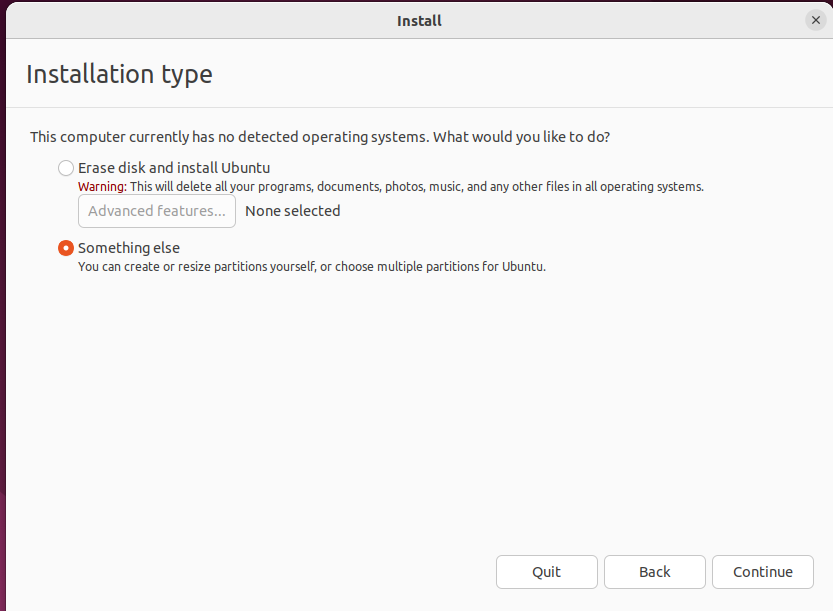 Install
Installation type
This computer currently has no detected operating systems. What would you like to do?
Erase disk and install Ubuntu
Warning: This will delete all your programs, documents, photos, music, and any other files in all operating systems.
Advanced features... None selected
Something else
You can create or resize partitions yourself, or choose multiple partitions for Ubuntu.
Quit Back Continue